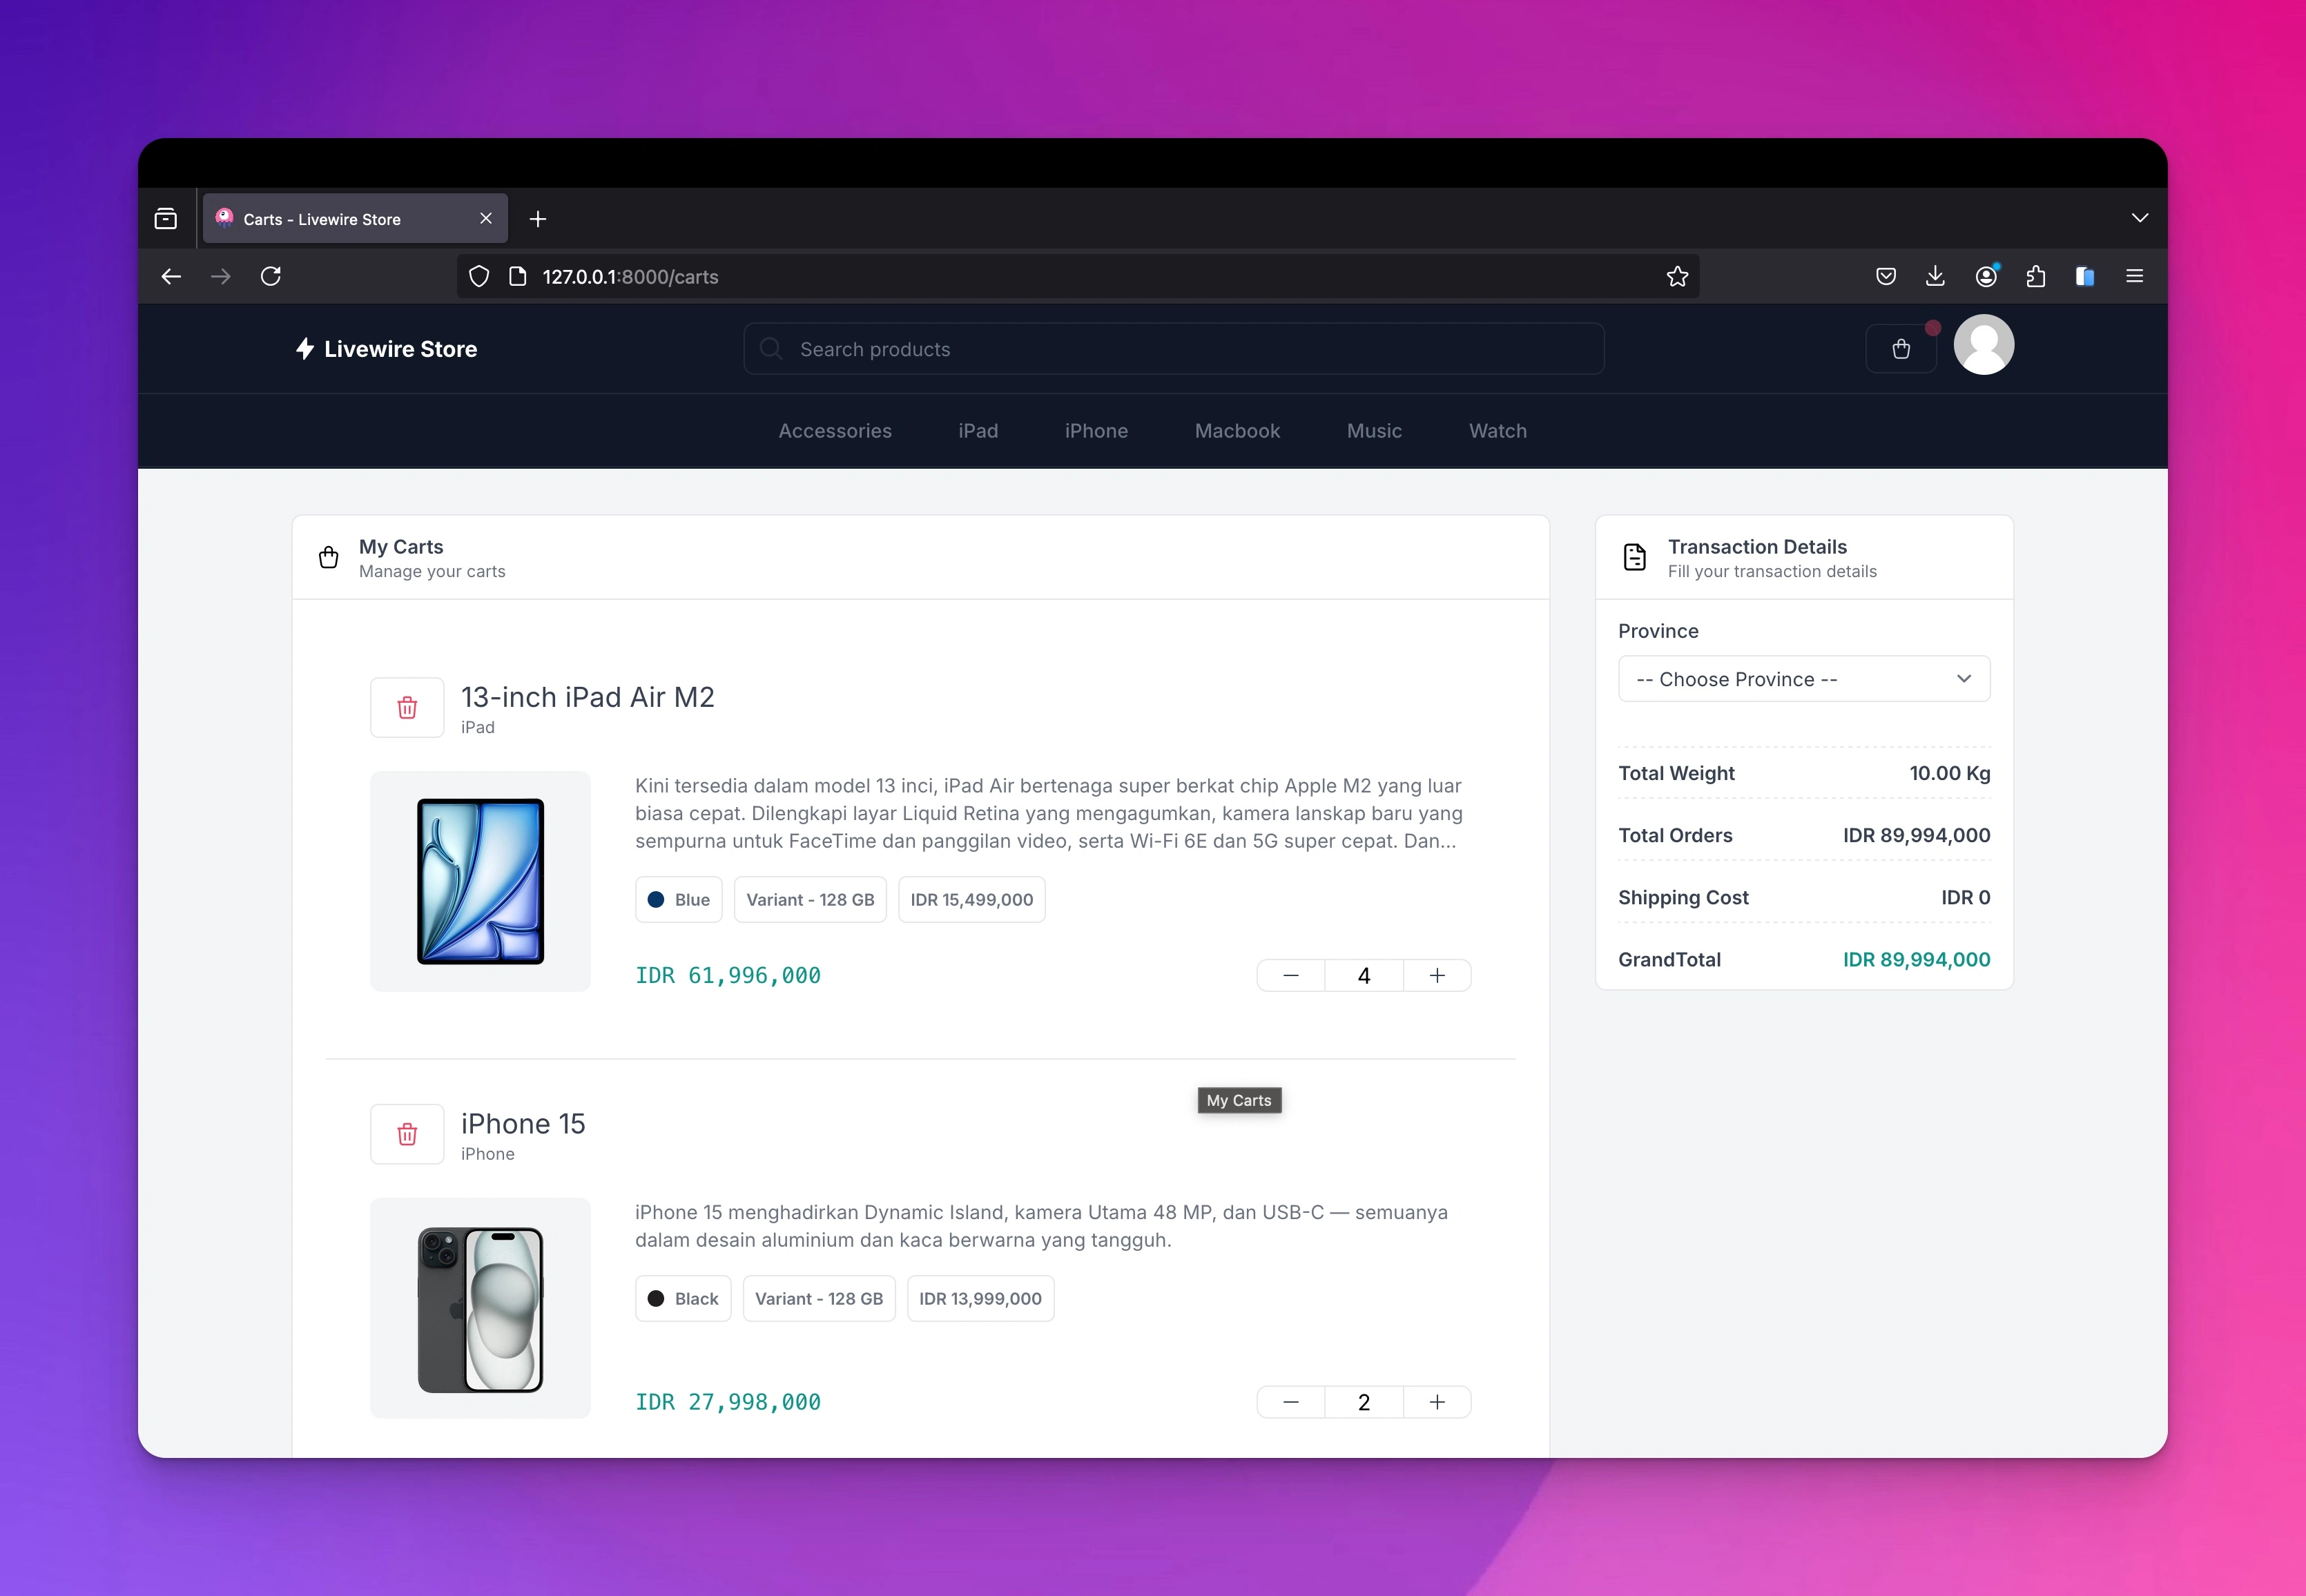 Carts - Livewire Store
127.0.0.1:8000/carts
Livewire Store
Search products
Accessories
iPad
iPhone
Macbook
Music
Watch
My Carts
Manage your carts
13-inch iPad Air M2
iPad
Kini tersedia dalam model 13 inci, iPad Air bertenaga super berkat chip Apple M2 yang luar
biasa cepat. Dilengkapi layar Liquid Retina yang mengagumkan, kamera lanskap baru yang
sempurna untuk FaceTime dan panggilan video, serta Wi-Fi 6E dan 5G super cepat. Dan...
Blue
Variant - 128 GB
IDR 15,499,000
IDR 61,996,000
4
My Carts
iPhone 15
iPhone
iPhone 15 menghadirkan Dynamic Island, kamera Utama 48 MP, dan USB-C — semuanya
dalam desain aluminium dan kaca berwarna yang tangguh.
Black
Variant - 128 GB
IDR 13,999,000
IDR 27,998,000
2
Transaction Details
Fill your transaction details
Province
-- Choose Province --
Total Weight 10.00 Kg
Total Orders IDR 89,994,000
Shipping Cost IDR 0
GrandTotal IDR 89,994,000